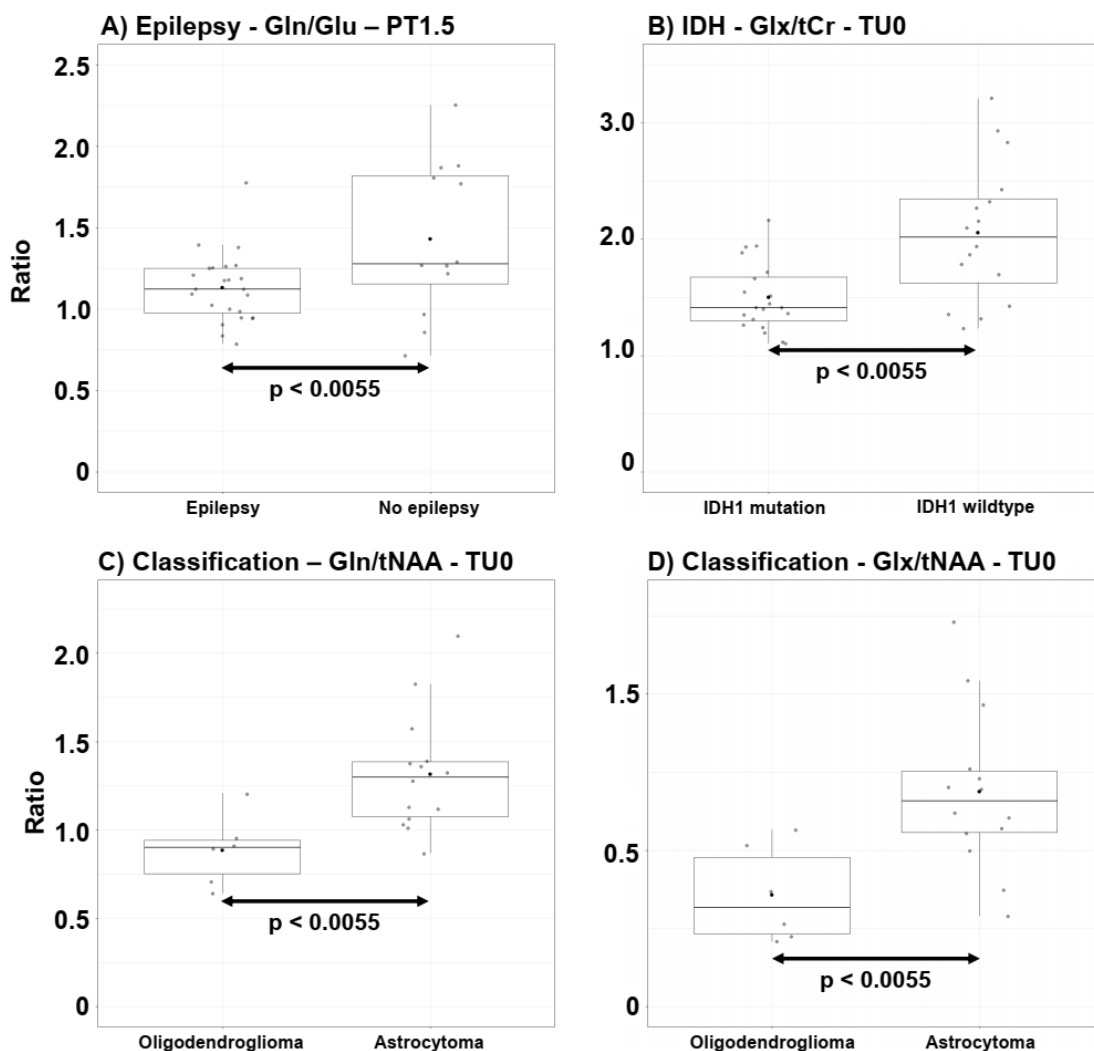 A) Epilepsy - Gln/Glu – PT1.5
2.5
2.0
1.5
1.0
0.5
0
Ratio
p < 0.0055
Epilepsy
No epilepsy
B) IDH - Glx/tCr - TU0
3.0
2.0
1.0
0
p < 0.0055
IDH1 mutation
IDH1 wildtype
C) Classification – Gln/tNAA - TU0
2.0
1.5
1.0
0.5
0
Ratio
p < 0.0055
Oligodendroglioma
Astrocytoma
D) Classification - Glx/tNAA - TU0
1.5
0.5
0
p < 0.0055
Oligodendroglioma
Astrocytoma